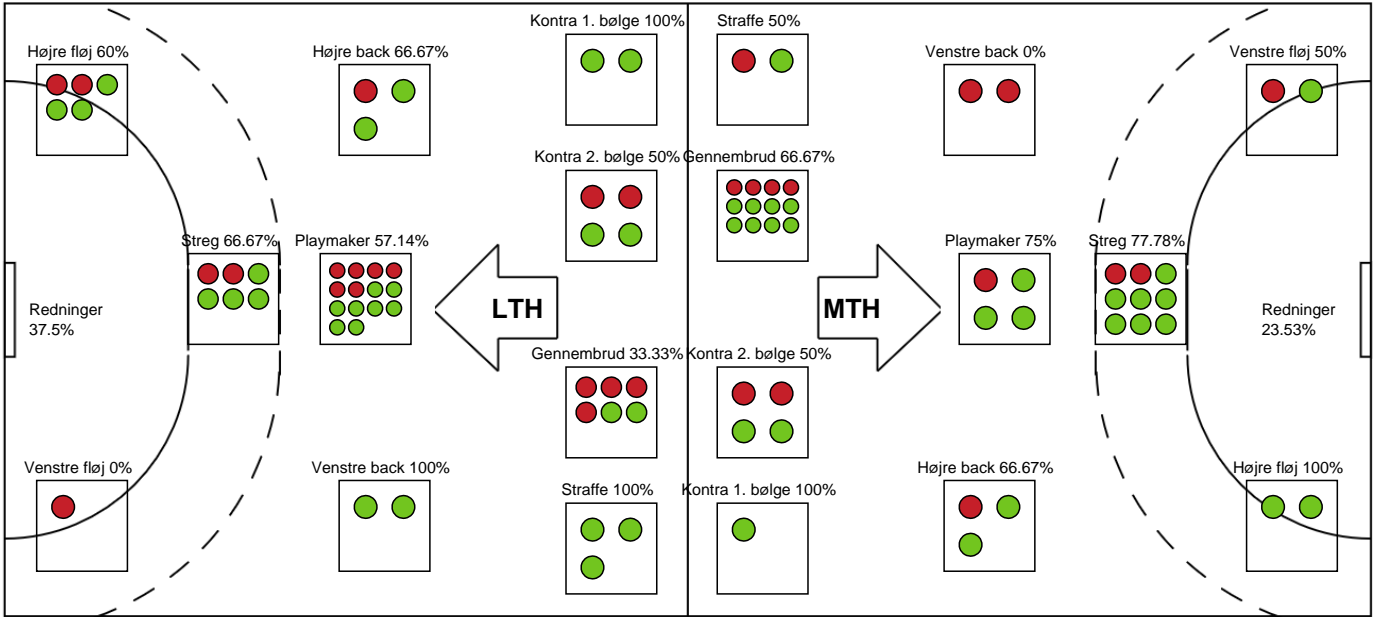 Kontra 1. bølge 100%
Straffe 50%
Højre fløj 60%
Højre back 66.67%
Venstre back 0%
Venstre fløj 50%
Kontra 2. bølge 50%
Gennembrud 66.67%
Streg 66.67%
Playmaker 57.14%
Playmaker 75%
Streg 77.78%
Redninger
37.5%
LTH
MTH
Redninger
23.53%
Gennembrud 33.33%
Kontra 2. bølge 50%
Venstre fløj 0%
Venstre back 100%
Højre back 66.67%
Højre fløj 100%
Straffe 100%
Kontra 1. bølge 100%